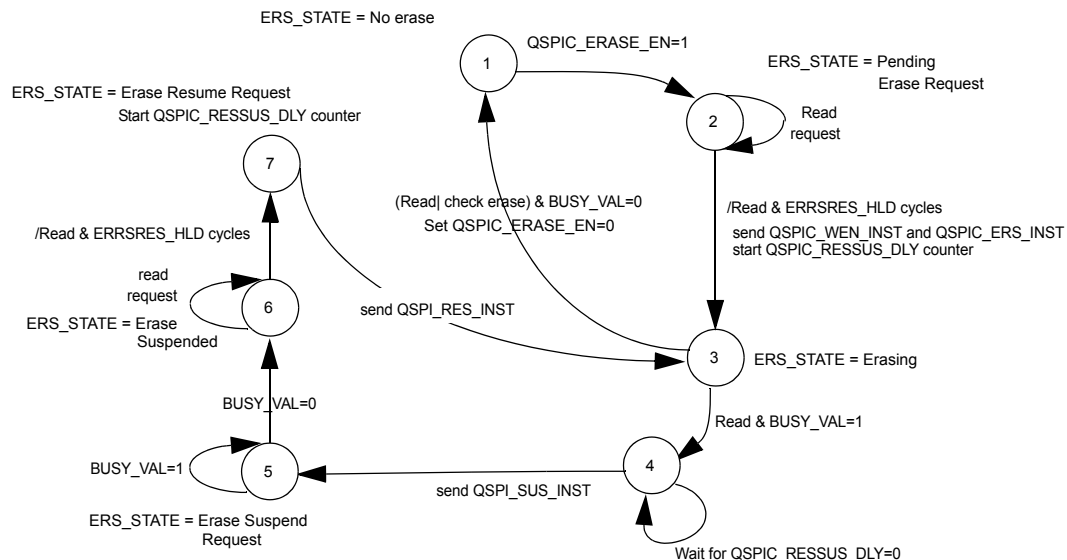 ERS_STATE = No erase
1
QSPIC_ERASE_EN=1
ERS_STATE = Pending
Erase Request
2
Read
request
ERS_STATE = Erase Resume Request
Start QSPIC_RESSUS_DLY counter
7
(Read| check erase) & BUSY_VAL=0
Set QSPIC_ERASE_EN=0
/Read & ERRSRES_HLD cycles
send QSPIC_WEN_INST and QSPIC_ERS_INST
start QSPIC_RESSUS_DLY counter
/Read & ERRSRES_HLD cycles
read
request
6
send QSPI_RES_INST
ERS_STATE = Erase
Suspended
3
ERS_STATE = Erasing
BUSY_VAL=0
Read & BUSY_VAL=1
BUSY_VAL=1
5
4
send QSPI_SUS_INST
ERS_STATE = Erase Suspend
Request
Wait for QSPIC_RESSUS_DLY=0